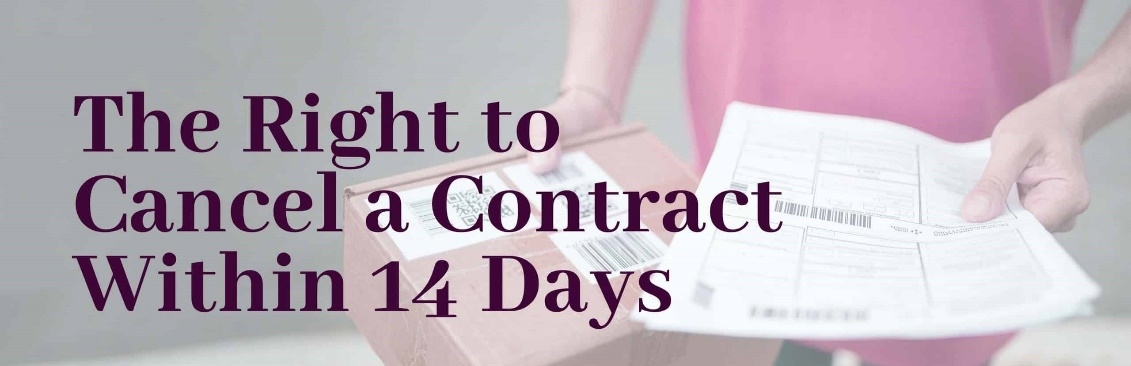 The Right to
Cancel a Contract
Within 14 Days